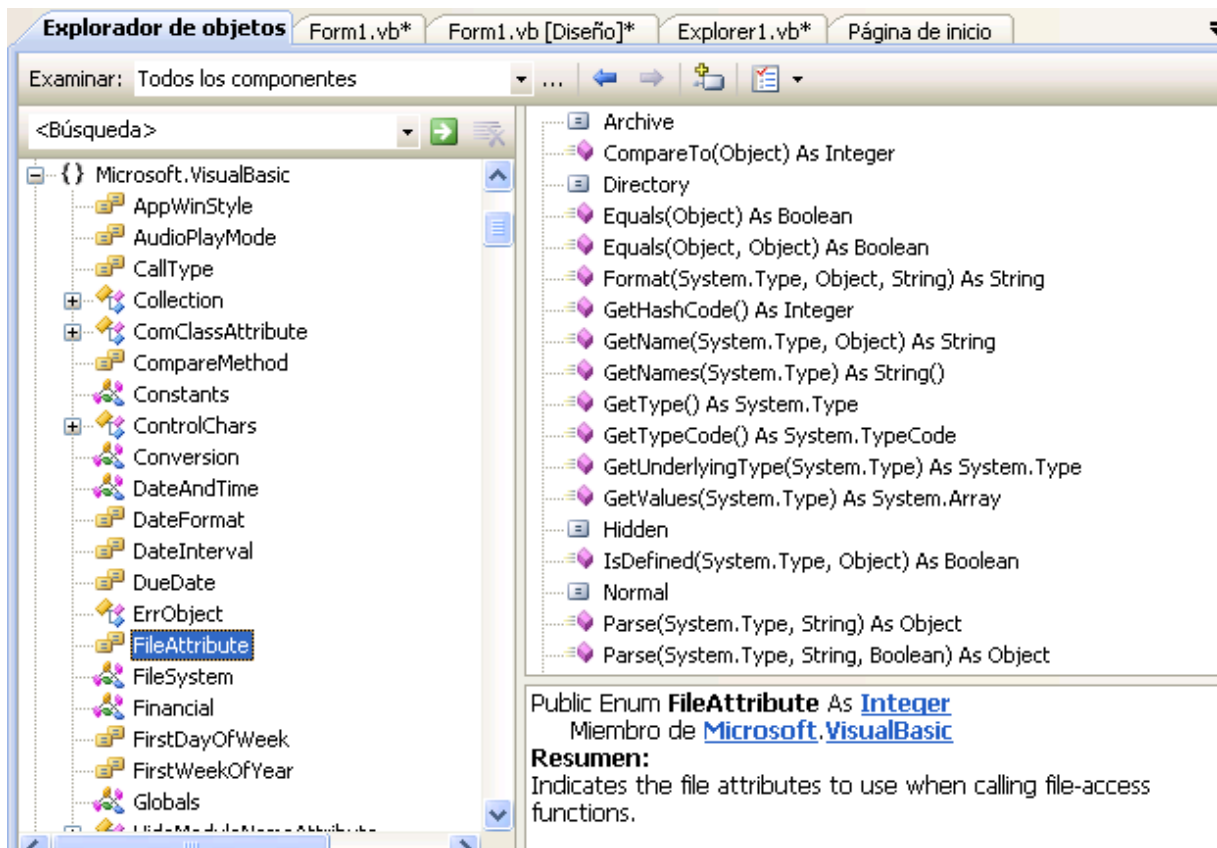 Explorador de objetos Form1.vb* Form1.vb [Diseño]* Explorer1.vb* Página de inicio
Examinar: Todos los componentes ...
<Búsqueda>
{} Microsoft.VisualBasic
AppWinStyle
AudioPlayMode
CallType
Collection
ComClassAttribute
CompareMethod
Constants
ControlChars
Conversion
DateAndTime
DateFormat
DateInterval
DueDate
ErrObject
FileAttribute
FileSystem
Financial
FirstDayOfWeek
FirstWeekOfYear
Globals
HideModuleNameAttribute
Archive
CompareTo(Object) As Integer
Directory
Equals(Object) As Boolean
Equals(Object, Object) As Boolean
Format(System.Type, Object, String) As String
GetHashCode() As Integer
GetName(System.Type, Object) As String
GetNames(System.Type) As String()
GetType() As System.Type
GetTypeCode() As System.TypeCode
GetUnderlyingType(System.Type) As System.Type
GetValues(System.Type) As System.Array
Hidden
IsDefined(System.Type, Object) As Boolean
Normal
Parse(System.Type, String) As Object
Parse(System.Type, String, Boolean) As Object
Public Enum FileAttribute As Integer
Miembro de Microsoft.VisualBasic
Resumen:
Indicates the file attributes to use when calling file-access
functions.